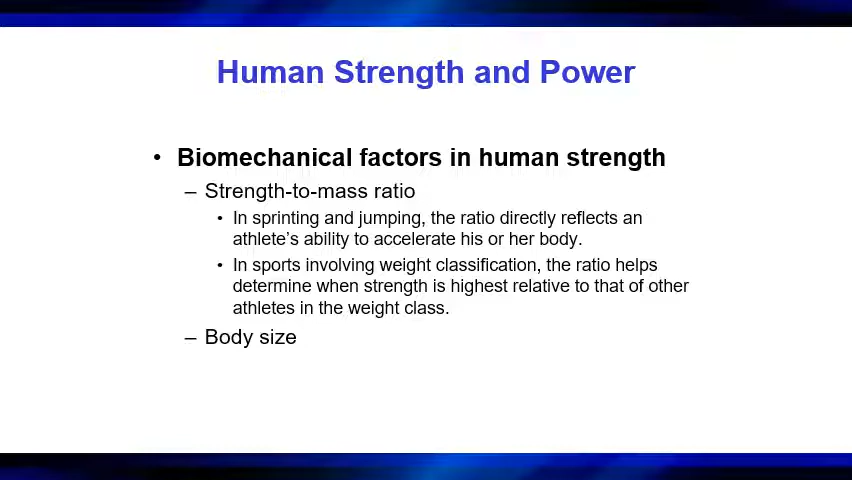 Human Strength and Power
• Biomechanical factors in human strength
– Strength-to-mass ratio
• In sprinting and jumping, the ratio directly reflects an
athlete's ability to accelerate his or her body.
• In sports involving weight classification, the ratio helps
determine when strength is highest relative to that of other
athletes in the weight class.
– Body size